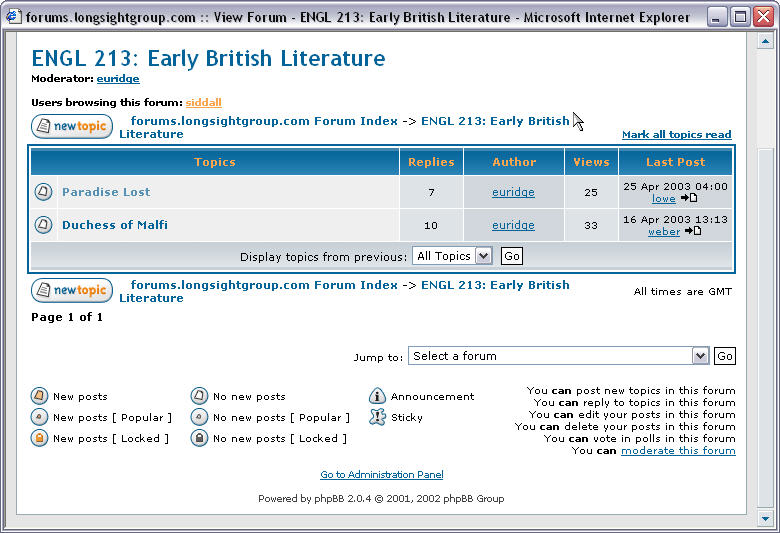 forums.longsightgroup.com :: View Forum - ENGL 213: Early British Literature - Microsoft Internet Explorer
ENGL 213: Early British Literature
Moderator: euridge
Users browsing this forum: siddall
newtopic forums.longsightgroup.com Forum Index -> ENGL 213: Early British
Literature
Mark all topics read
Topics Replies Author Views Last Post
Paradise Lost 7 euridge 25 25 Apr 2003 04:00
lowe
Duchess of Malfi 10 euridge 33 16 Apr 2003 13:13
weber
Display topics from previous: All Topics Go
newtopic forums.longsightgroup.com Forum Index -> ENGL 213: Early British
Literature
All times are GMT
Page 1 of 1
Jump to: Select a forum Go
New posts No new posts Announcement
New posts [ Popular ] No new posts [ Popular ] Sticky
New posts [ Locked ] No new posts [ Locked ]
You can post new topics in this forum
You can reply to topics in this forum
You can edit your posts in this forum
You can delete your posts in this forum
You can vote in polls in this forum
You can moderate this forum
Go to Administration Panel
Powered by phpBB 2.0.4 © 2001, 2002 phpBB Group